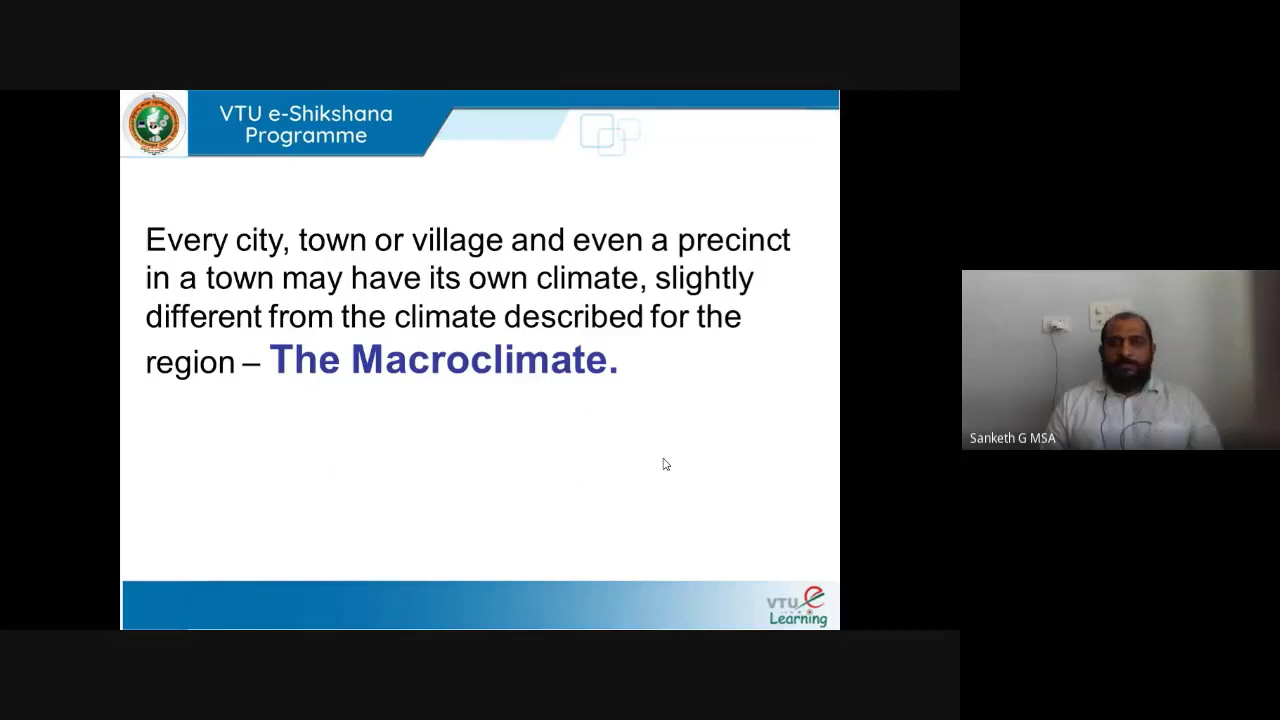 VTU e-Shikshana
Programme
Every city, town or village and even a precinct
in a town may have its own climate, slightly
different from the climate described for the
region – The Macroclimate.
Sanketh G MSA
VTU e
Learning